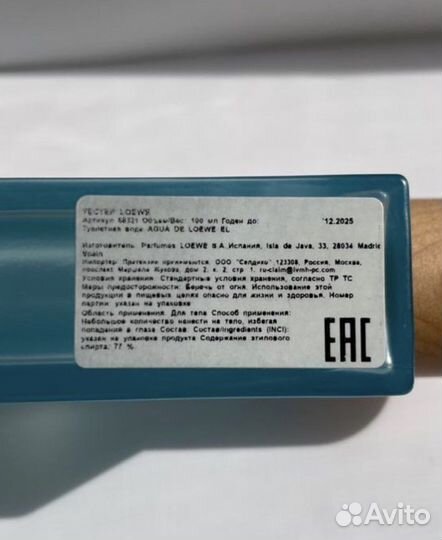 ТЕСТЕР LOEWE
Артикул 58321 Объем/Вес: 100 мл Годен до: 12.2025
Туалетная вода AGUA DE LOEWE EL
Изготовитель: Parfumes LOEWE S.A.Испания, Isla de Java, 33, 28034 Madrid
Spain
Импортер Претензии принимаются: ООО "Селдико" 123308, Россия, Москва,
проспект Маршала Жукова, дом 2. к. 2, стр. 1. ru-claim@lvmh-pc.com
Условия хранения: Стандартные условия хранения, согласно ТР ТС
Меры предосторожности: Беречь от огня. Использование этой
продукции в пищевых целях опасно для жизни и здоровья. Номер
партии: указан на упаковке
Область применения: Для тела Способ применения:
Небольшое количество нанести на тело, избегая
попадания в глаза Состав: Состав/Ingredients (INCI):
указан на упаковке продукта Содержание этилового
спирта: 77 %
EAC
Avito